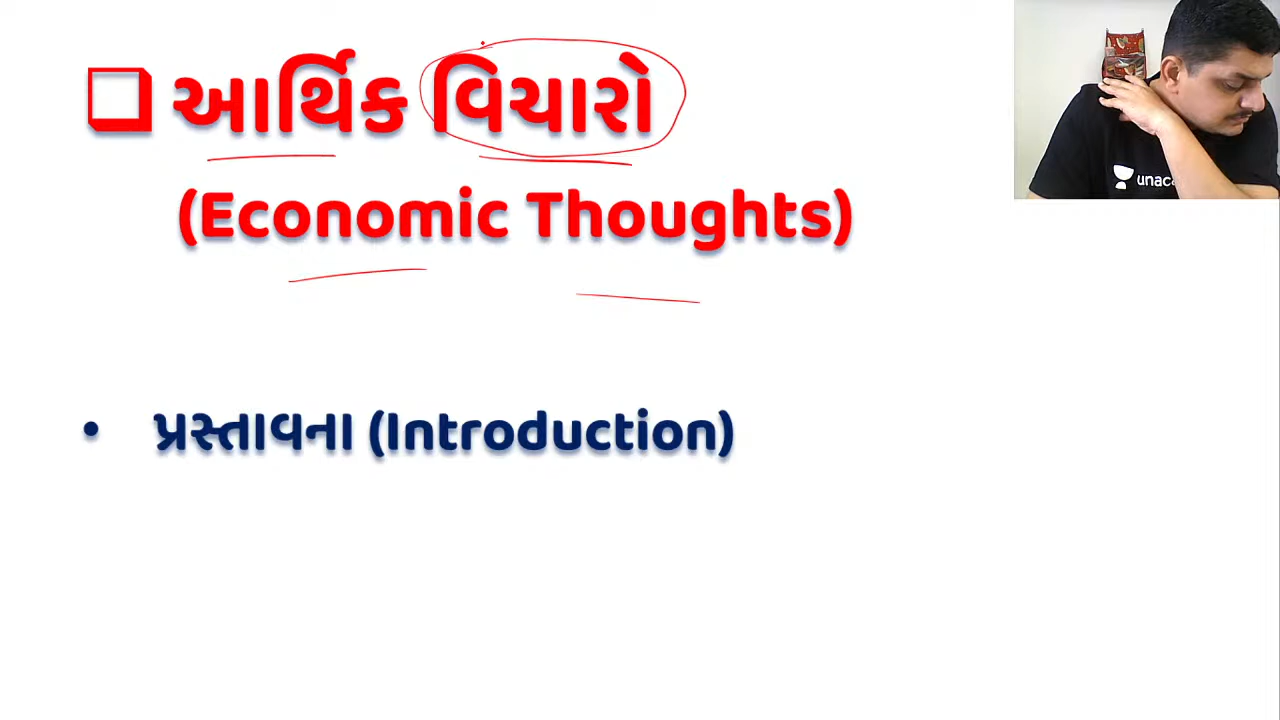 ❑ આર્થિક વિચારો
(Economic Thoughts)
• પ્રસ્તાવના (Introduction)